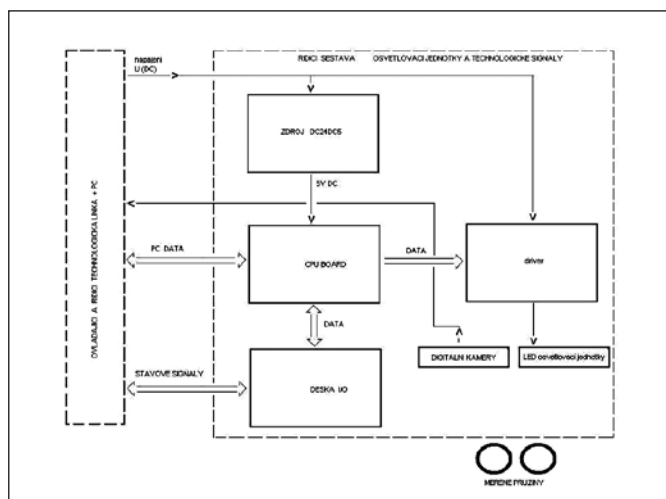 napajeni
U (DC)
RIDICI SESTAVA OSVETLOVACI JEDNOTKY A TECHNOLOGICKE SIGNALY
ZDROJ DC24DC5
5V DC
OVLADAJICI A RIDICI TECHNOLOGICKA LINKA + PC
PC DATA
CPU BOARD
DATA
driver
DATA
DIGITALNI KAMERY
LED osvetlovaci jednotky
STAVOVE SIGNALY
DESKA I/O
MERENE PRUZINY